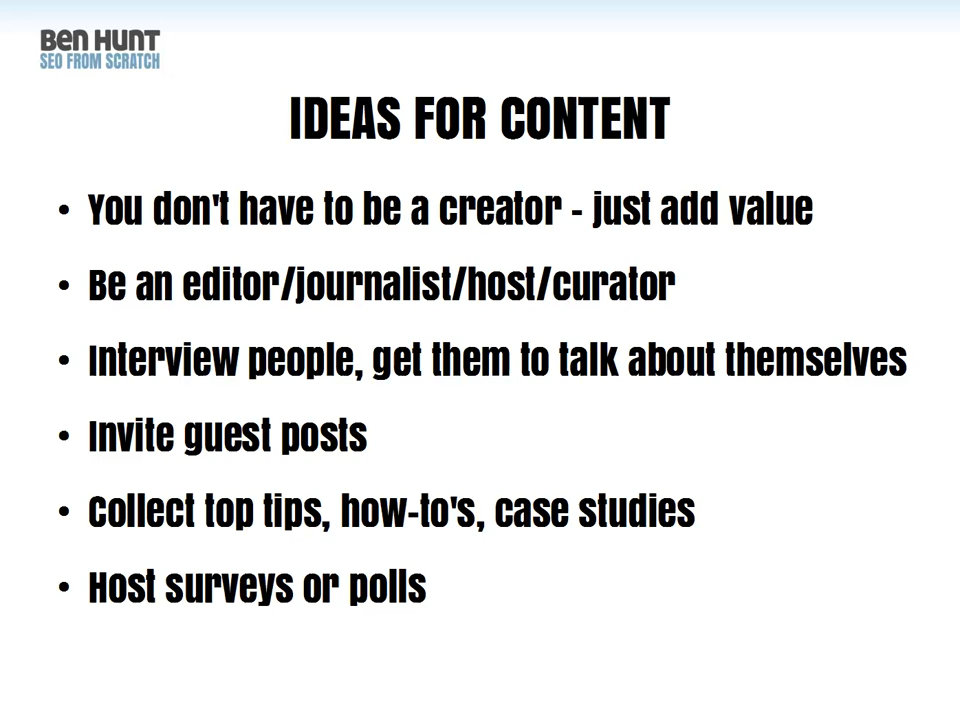 Ben Hunt
SEO FROM SCRATCH
IDEAS FOR CONTENT
• You don't have to be a creator - just add value
• Be an editor/journalist/host/curator
• Interview people, get them to talk about themselves
• Invite guest posts
• Collect top tips, how-to's, case studies
• Host surveys or polls